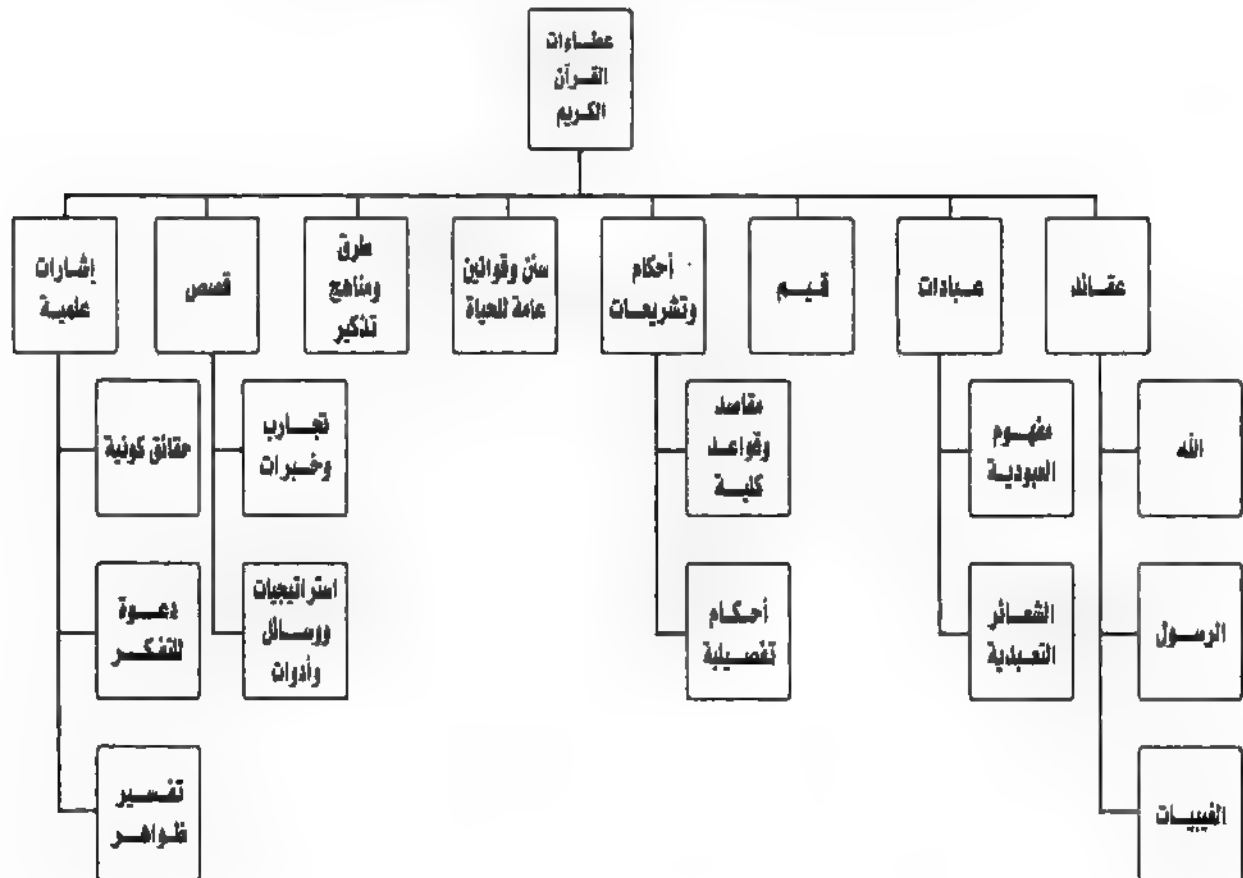 عطاءات
القرآن
الكريم
عقائد
عبادات
قيم
أحكام
وتشريعات
سنن وقوانين
عامة للحياة
طرق
ومناهج
تذكير
قصص
إشارات
علمية
الله
مفهوم
العبودية
مقاصد
وقواعد
كلية
تجارب
وخبرات
حقائق كونية
الرسول
الشعائر
التعبدية
أحكام
تفصيلية
استراتيجيات
ووسائل
وأدوات
دعوة
للتفكر
الغيبيات
تفسير
ظواهر